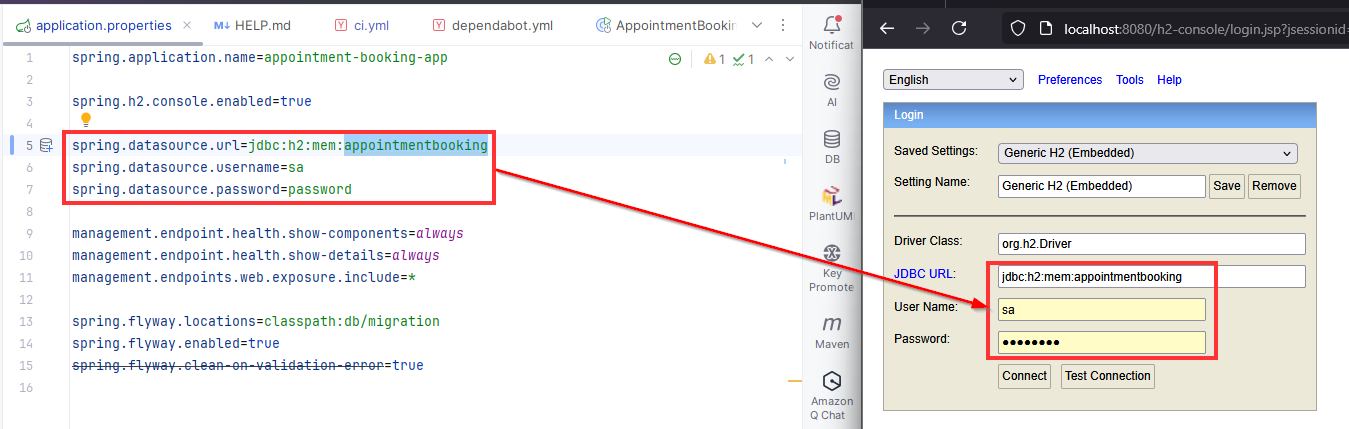 application.properties
HELP.md
ci.yml
dependabot.yml
AppointmentBookin
1 spring.application.name=appointment-booking-app
1 1
2
3 spring.h2.console.enabled=true
4
5 spring.datasource.url=jdbc:h2:mem:appointmentbooking
6 spring.datasource.username=sa
7 spring.datasource.password=password
8
9 management.endpoint.health.show-components=always
10 management.endpoint.health.show-details=always
11 management.endpoints.web.exposure.include=*
12
13 spring.flyway.locations=classpath:db/migration
14 spring.flyway.enabled=true
15 spring.flyway.clean-on-validation-error=true
16
Notificat
AI
DB
PlantUMI
Key
Promote
Maven
Amazon
Q Chat
localhost:8080/h2-console/login.jsp?jsessionid=
English
Preferences
Tools
Help
Login
Saved Settings: Generic H2 (Embedded)
Setting Name: Generic H2 (Embedded) Save Remove
Driver Class: org.h2.Driver
JDBC URL: jdbc:h2:mem:appointmentbooking
User Name: sa
Password: ●●●●●●●●
Connect Test Connection